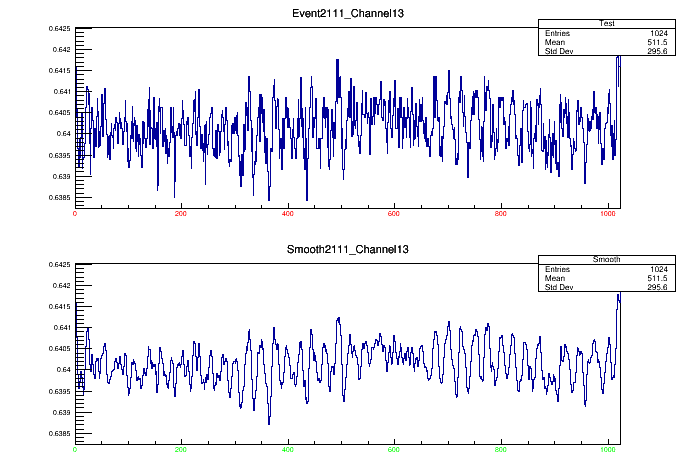 Event2111_Channel13
Test
Entries 1024
Mean 511.5
Std Dev 295.6
0.6425
0.642
0.6415
0.641
0.6405
0.64
0.6395
0.639
0.6385
0 200 400 600 800 1000
Smooth2111_Channel13
Smooth
Entries 1024
Mean 511.5
Std Dev 295.6
0.6425
0.642
0.6415
0.641
0.6405
0.64
0.6395
0.639
0.6385
0 200 400 600 800 1000